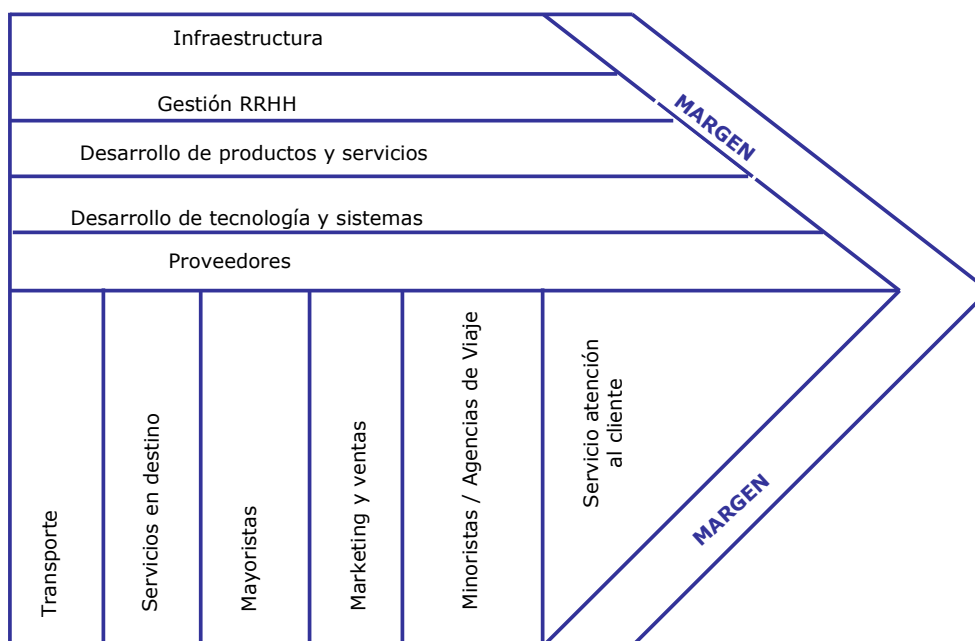 Infraestructura
Gestión RRHH
MARGEN
Desarrollo de productos y servicios
Desarrollo de tecnología y sistemas
Proveedores
Transporte
Servicios en destino
Mayoristas
Marketing y ventas
Minoristas / Agencias de Viaje
Servicio atención
al cliente
MARGEN